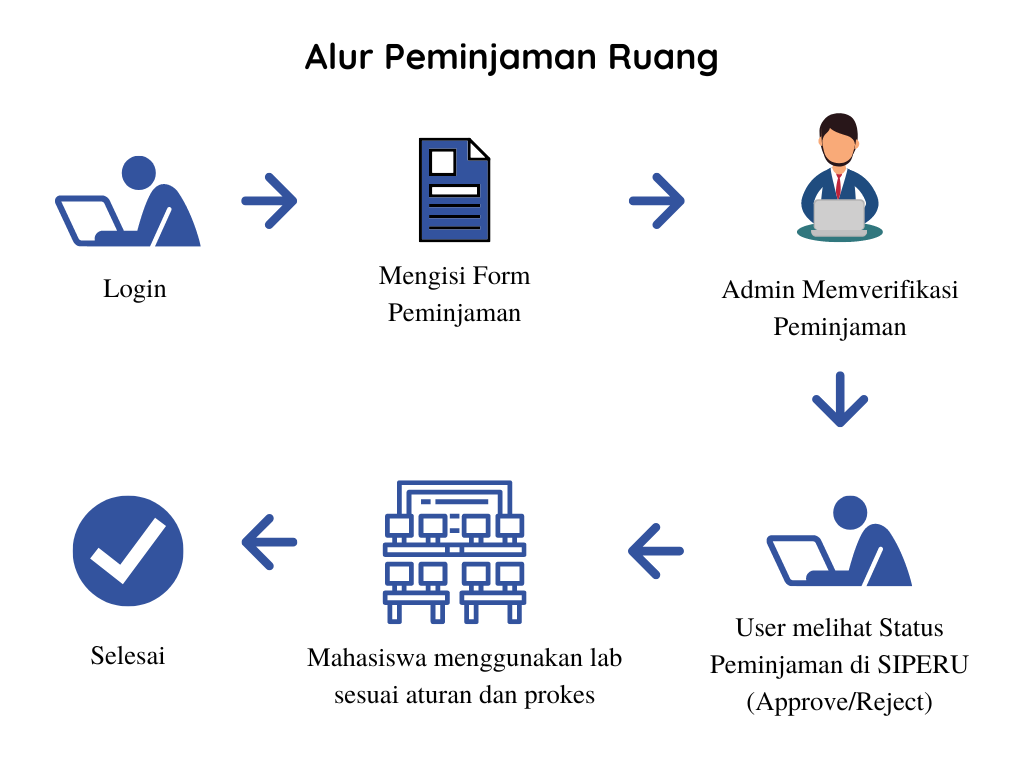 Alur Peminjaman Ruang
Login
Mengisi Form
Peminjaman
Admin Memverifikasi
Peminjaman
User melihat Status
Peminjaman di SIPERU
(Approve/Reject)
Mahasiswa menggunakan lab
sesuai aturan dan prokes
Selesai